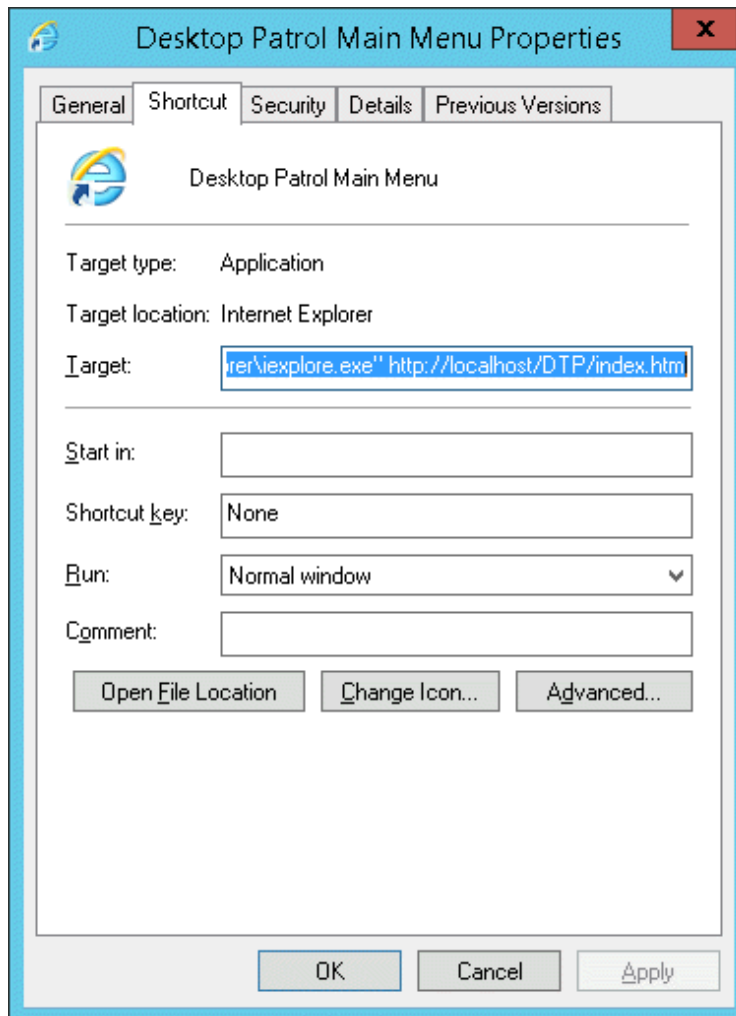 Desktop Patrol Main Menu Properties
x
General Shortcut Security Details Previous Versions
Desktop Patrol Main Menu
Target type: Application
Target location: Internet Explorer
Target: rer\iexplore.exe" http://localhost/DTP/index.htm
Start in:
Shortcut key: None
Run: Normal window
Comment:
Open File Location Change Icon... Advanced...
OK Cancel Apply